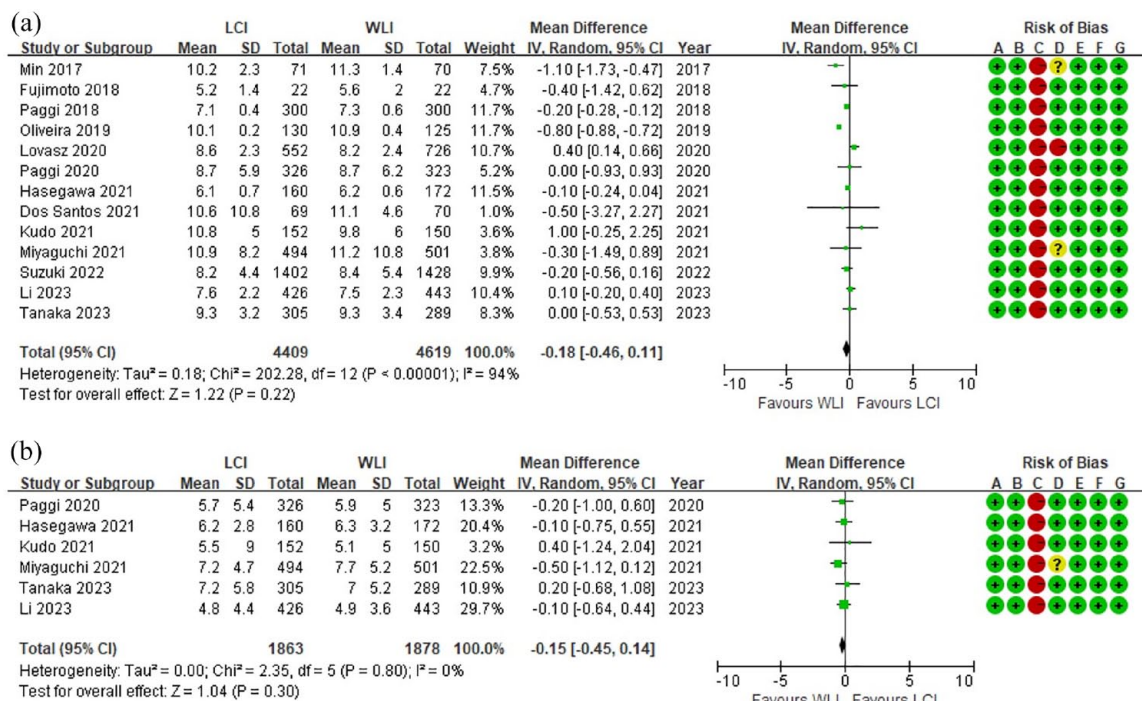 (a)
LCI WLI Mean Difference Mean Difference Risk of Bias
Study or Subgroup Mean SD Total Mean SD Total Weight IV, Random, 95% CI Year IV, Random, 95% CI A B C D E F G
Min 2017 10.2 2.3 71 11.3 1.4 70 7.5% -1.10 [-1.73, -0.47] 2017 + + - ? + + +
Fujimoto 2018 5.2 1.4 22 5.6 2 22 4.7% -0.40 [-1.42, 0.62] 2018 + + - + + + +
Paggi 2018 7.1 0.4 300 7.3 0.6 300 11.7% -0.20 [-0.28, -0.12] 2018 + + - + + + +
Oliveira 2019 10.1 0.2 130 10.9 0.4 125 11.7% -0.80 [-0.88, -0.72] 2019 + + - + + + +
Lovasz 2020 8.6 2.3 552 8.2 2.4 726 10.7% 0.40 [0.14, 0.66] 2020 + + - - + + +
Paggi 2020 8.7 5.9 326 8.7 6.2 323 5.2% 0.00 [-0.93, 0.93] 2020 + + - + + + +
Hasegawa 2021 6.1 0.7 160 6.2 0.6 172 11.5% -0.10 [-0.24, 0.04] 2021 + + - + + + +
Dos Santos 2021 10.6 10.8 69 11.1 4.6 70 1.0% -0.50 [-3.27, 2.27] 2021 + + - + + + +
Kudo 2021 10.8 5 152 9.8 6 150 3.6% 1.00 [-0.25, 2.25] 2021 + + - + + + +
Miyaguchi 2021 10.9 8.2 494 11.2 10.8 501 3.8% -0.30 [-1.49, 0.89] 2021 + + - ? + + +
Suzuki 2022 8.2 4.4 1402 8.4 5.4 1428 9.9% -0.20 [-0.56, 0.16] 2022 + + - + + + +
Li 2023 7.6 2.2 426 7.5 2.3 443 10.4% 0.10 [-0.20, 0.40] 2023 + + - + + + +
Tanaka 2023 9.3 3.2 305 9.3 3.4 289 8.3% 0.00 [-0.53, 0.53] 2023 + + - + + + +
Total (95% CI) 4409 4619 100.0% -0.18 [-0.46, 0.11]
Heterogeneity: Tau² = 0.18; Chi² = 202.28, df = 12 (P < 0.00001); I² = 94%
Test for overall effect: Z = 1.22 (P = 0.22)
-10 -5 0 5 10
Favours WLI Favours LCI
(b)
LCI WLI Mean Difference Mean Difference Risk of Bias
Study or Subgroup Mean SD Total Mean SD Total Weight IV, Random, 95% CI Year IV, Random, 95% CI A B C D E F G
Paggi 2020 5.7 5.4 326 5.9 5 323 13.3% -0.20 [-1.00, 0.60] 2020 + + - + + + +
Hasegawa 2021 6.2 2.8 160 6.3 3.2 172 20.4% -0.10 [-0.75, 0.55] 2021 + + - + + + +
Kudo 2021 5.5 9 152 5.1 5 150 3.2% 0.40 [-1.24, 2.04] 2021 + + - + + + +
Miyaguchi 2021 7.2 4.7 494 7.7 5.2 501 22.5% -0.50 [-1.12, 0.12] 2021 + + - ? + + +
Tanaka 2023 7.2 5.8 305 7 5.2 289 10.9% 0.20 [-0.68, 1.08] 2023 + + - + + + +
Li 2023 4.8 4.4 426 4.9 3.6 443 29.7% -0.10 [-0.64, 0.44] 2023 + + - + + + +
Total (95% CI) 1863 1878 100.0% -0.15 [-0.45, 0.14]
Heterogeneity: Tau² = 0.00; Chi² = 2.35, df = 5 (P = 0.80); I² = 0%
Test for overall effect: Z = 1.04 (P = 0.30)
-10 -5 0 5 10
Favours WLI Favours LCI